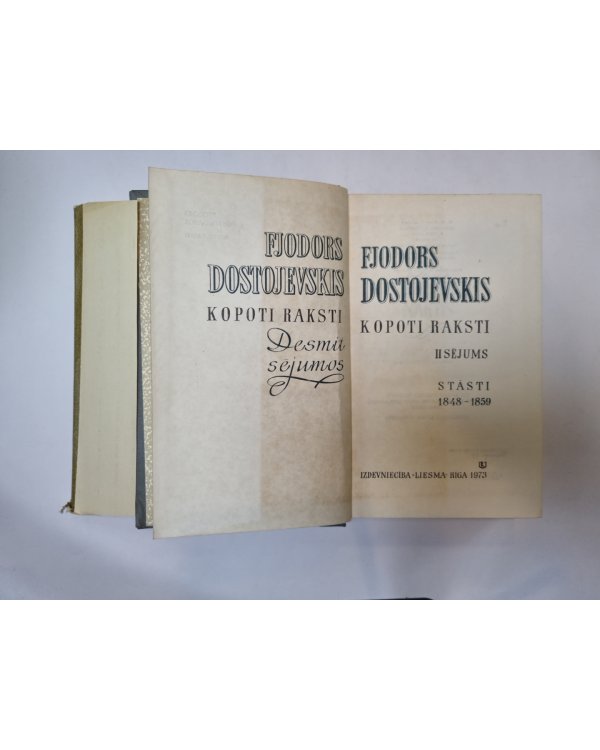 FJODORS
DOSTOJEVSKIS
KOPOTI RAKSTI
Desmit
sējumos
FJODORS
DOSTOJEVSKIS
KOPOTI RAKSTI
II SĒJUMS
STĀSTI
1848-1859
IZDEVNIECĪBA·LIESMA·RĪGA 1973